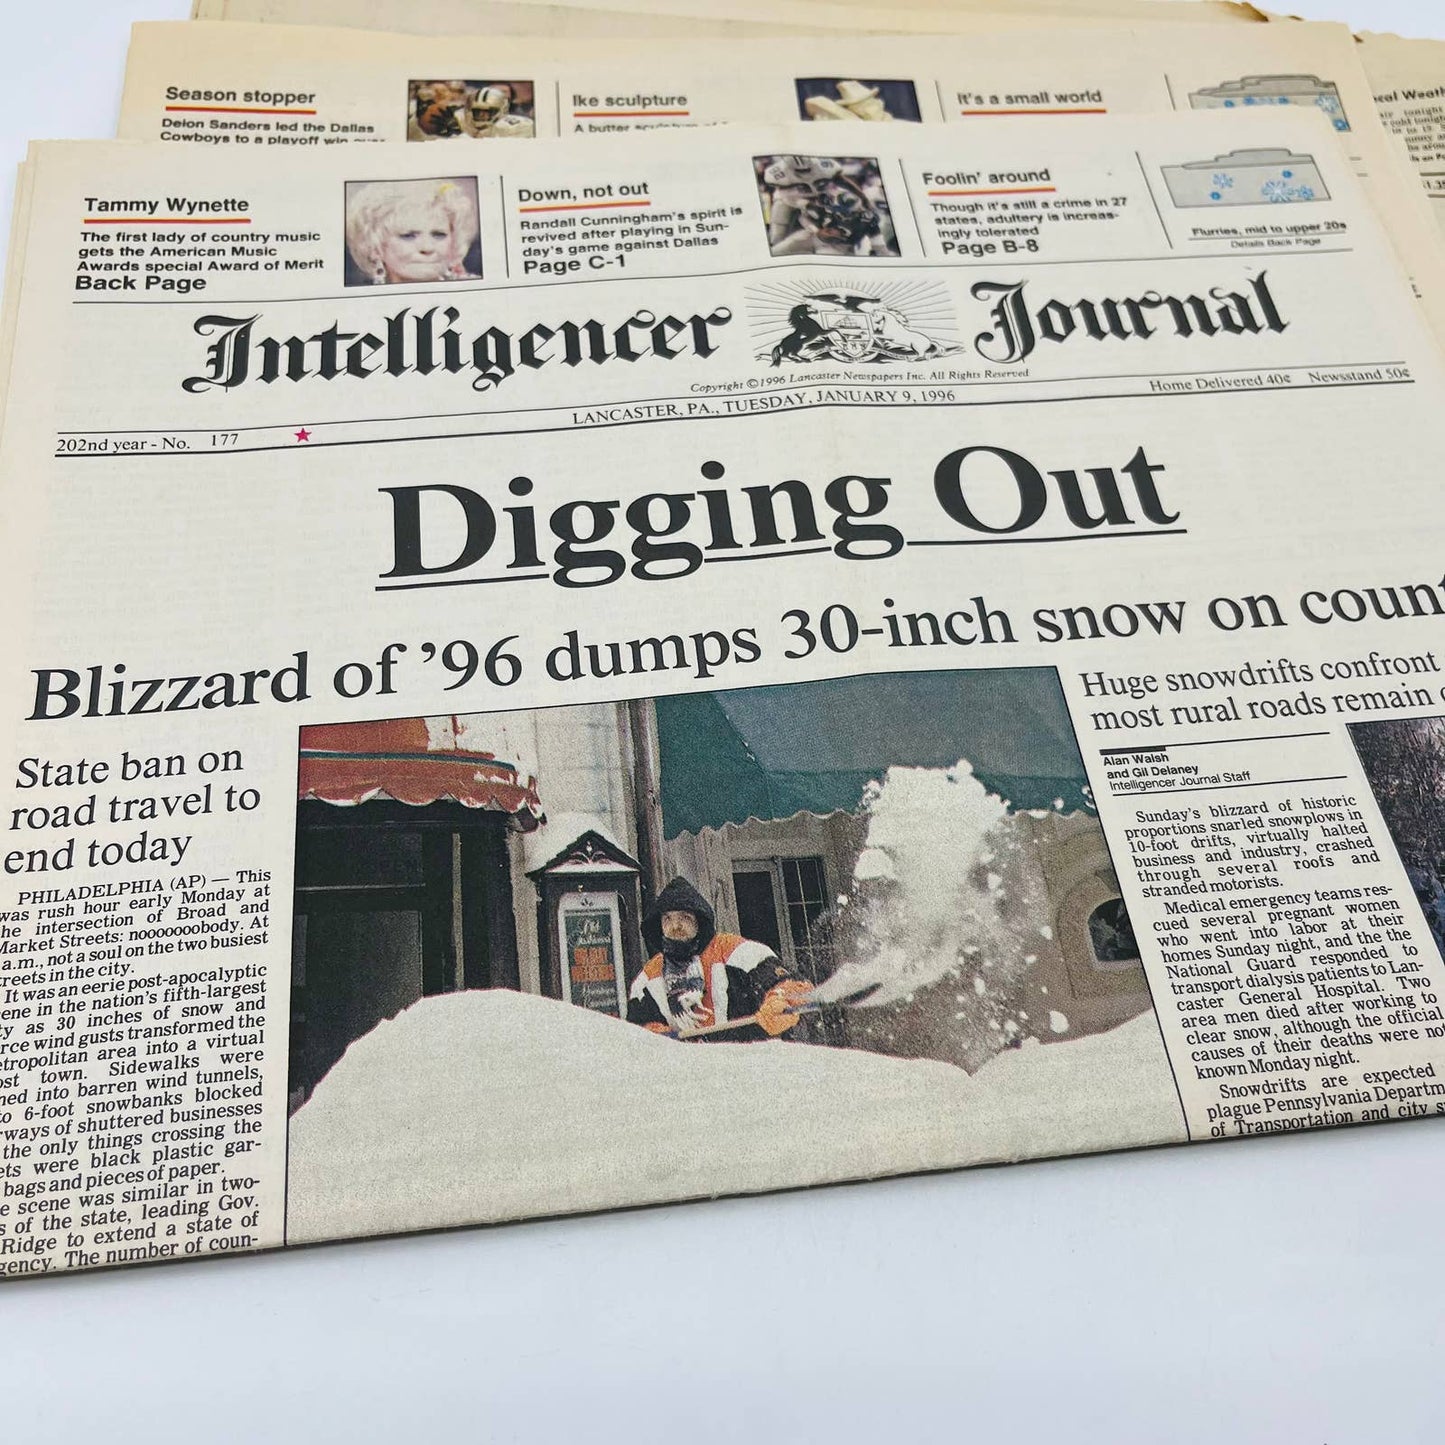 Season stopper
Deion Sanders led the Dallas
Cowboys to a playoff win over
Ike sculpture
A butter sculpture of
It's a small world
Tammy Wynette
The first lady of country music
gets the American Music
Awards special Award of Merit
Back Page
Down, not out
Randall Cunningham's spirit is
revived after playing in Sun-
day's game against Dallas
Page C-1
Foolin' around
Though it's still a crime in 27
states, adultery is increas-
ingly tolerated
Page B-8
Flurries, mid to upper 20s
Details Back Page
Intelligencer Journal
Copyright ©1996 Lancaster Newspapers Inc. All Rights Reserved
202nd year - No. 177
LANCASTER, PA., TUESDAY, JANUARY 9, 1996
Home Delivered 40¢ Newsstand 50¢
Digging Out
Blizzard of '96 dumps 30-inch snow on count
State ban on
road travel to
end today
PHILADELPHIA (AP) — This
was rush hour early Monday at
he intersection of Broad and
Market Streets: nooooooobody. At
a.m., not a soul on the two busiest
treets in the city.
It was an eerie post-apocalyptic
ene in the nation's fifth-largest
ty as 30 inches of snow and
rce wind gusts transformed the
etropolitan area into a virtual
ost town. Sidewalks were
ned into barren wind tunnels,
to 6-foot snowbanks blocked
rways of shuttered businesses
the only things crossing the
ets were black plastic gar-
bags and pieces of paper.
e scene was similar in two-
s of the state, leading Gov.
Ridge to extend a state of
gency. The number of coun-
Huge snowdrifts confront
most rural roads remain
Alan Walsh
and Gil Delaney
Intelligencer Journal Staff
Sunday's blizzard of historic
proportions snarled snowplows in
10-foot drifts, virtually halted
business and industry, crashed
through several roofs and
stranded motorists.
Medical emergency teams res-
cued several pregnant women
who went into labor at their
homes Sunday night, and the the
National Guard responded to
transport dialysis patients to Lan-
caster General Hospital. Two
area men died after working to
clear snow, although the official
causes of their deaths were not
known Monday night.
Snowdrifts are expected
plague Pennsylvania Departm
of Transportation and city s